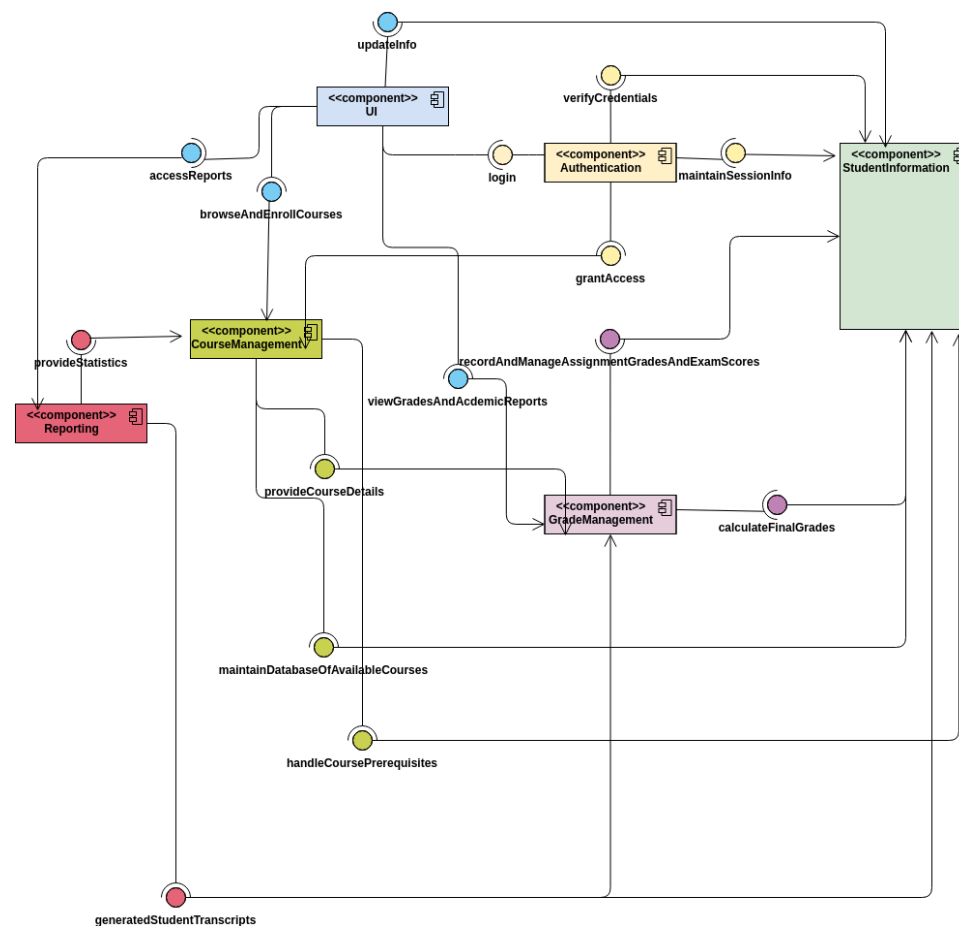 updateInfo
<<component>>
UI
verifyCredentials
accessReports
login
<<component>>
Authentication
maintainSessionInfo
<<component>>
StudentInformation
browseAndEnrollCourses
grantAccess
<<component>>
CourseManagement
provideStatistics
recordAndManageAssignmentGradesAndExamScores
viewGradesAndAcdemicReports
<<component>>
Reporting
provideCourseDetails
<<component>>
GradeManagement
calculateFinalGrades
maintainDatabaseOfAvailableCourses
handleCoursePrerequisites
generatedStudentTranscripts